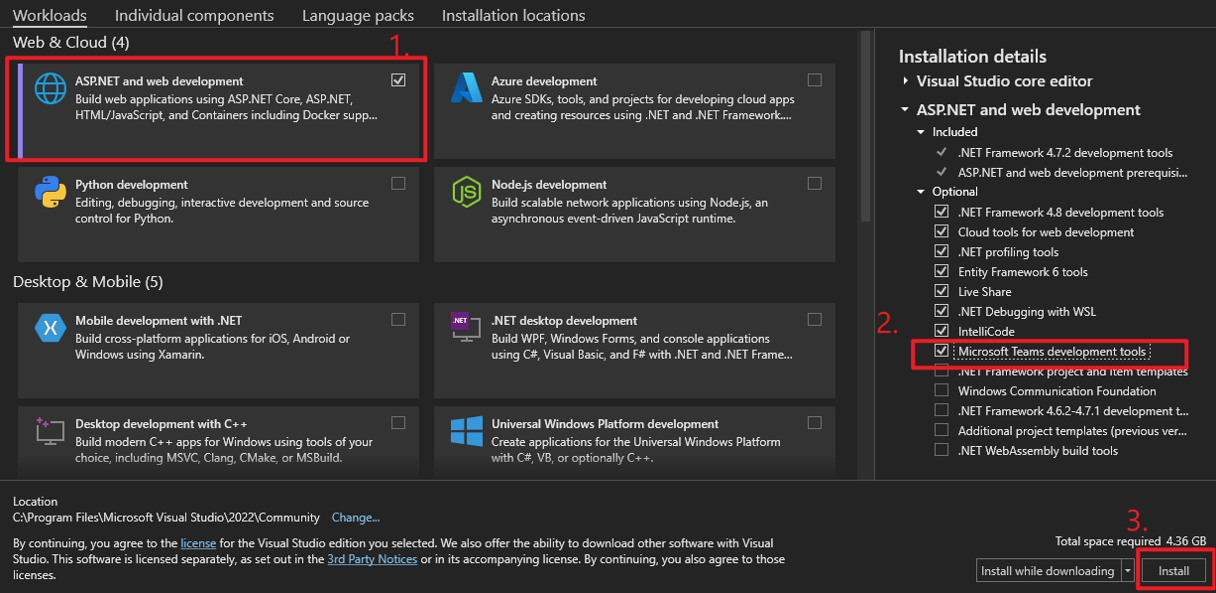 Workloads
Individual components
Language packs
Installation locations
Web & Cloud (4)
1.
ASP.NET and web development
Build web applications using ASP.NET Core, ASP.NET,
HTML/JavaScript, and Containers including Docker supp...
Azure development
Azure SDKs, tools, and projects for developing cloud apps
and creating resources using .NET and .NET Framework....
Python development
Editing, debugging, interactive development and source
control for Python.
JS
Node.js development
Build scalable network applications using Node.js, an
asynchronous event-driven JavaScript runtime.
Desktop & Mobile (5)
Mobile development with .NET
Build cross-platform applications for iOS, Android or
Windows using Xamarin.
.NET
.NET desktop development
Build WPF, Windows Forms, and console applications
using C#, Visual Basic, and F# with .NET and .NET Frame...
Desktop development with C++
Build modern C++ apps for Windows using tools of your
choice, including MSVC, Clang, CMake, or MSBuild.
Universal Windows Platform development
Create applications for the Universal Windows Platform
with C#, VB, or optionally C++.
Installation details
Visual Studio core editor
ASP.NET and web development
Included
.NET Framework 4.7.2 development tools
ASP.NET and web development prerequisi...
Optional
.NET Framework 4.8 development tools
Cloud tools for web development
.NET profiling tools
Entity Framework 6 tools
Live Share
.NET Debugging with WSL
IntelliCode
2.
Microsoft Teams development tools
.NET Framework project and item templates
Windows Communication Foundation
.NET Framework 4.6.2-4.7.1 development t...
Additional project templates (previous ver...
.NET WebAssembly build tools
Location
C:\Program Files\Microsoft Visual Studio\2022\Community Change...
By continuing, you agree to the license for the Visual Studio edition you selected. We also offer the ability to download other software with Visual
Studio. This software is licensed separately, as set out in the 3rd Party Notices or in its accompanying license. By continuing, you also agree to those
licenses.
3.
Total space required 4.36 GB
Install while downloading
Install